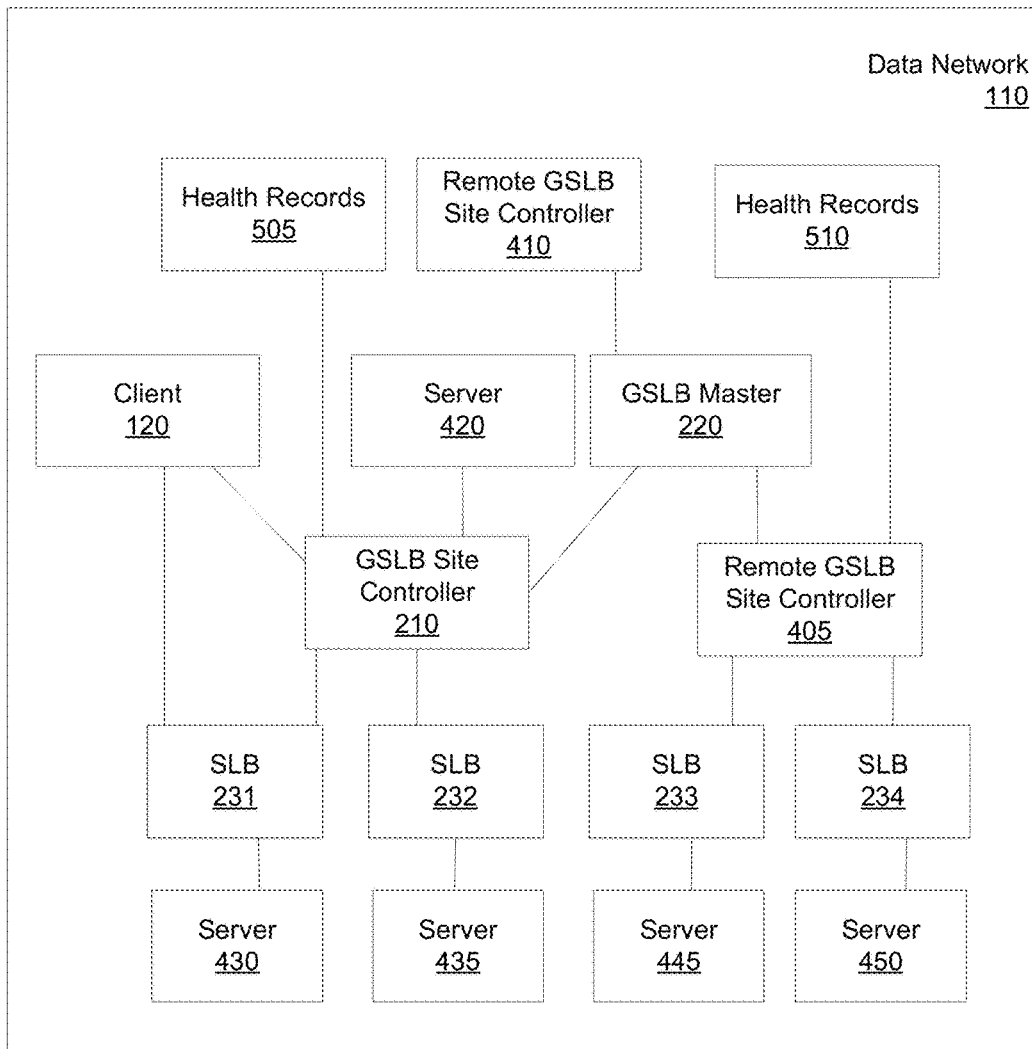 Data Network
110
Health Records
505
Remote GSLB
Site Controller
410
Health Records
510
Client
120
Server
420
GSLB Master
220
GSLB Site
Controller
210
Remote GSLB
Site Controller
405
SLB
231
SLB
232
SLB
233
SLB
234
Server
430
Server
435
Server
445
Server
450